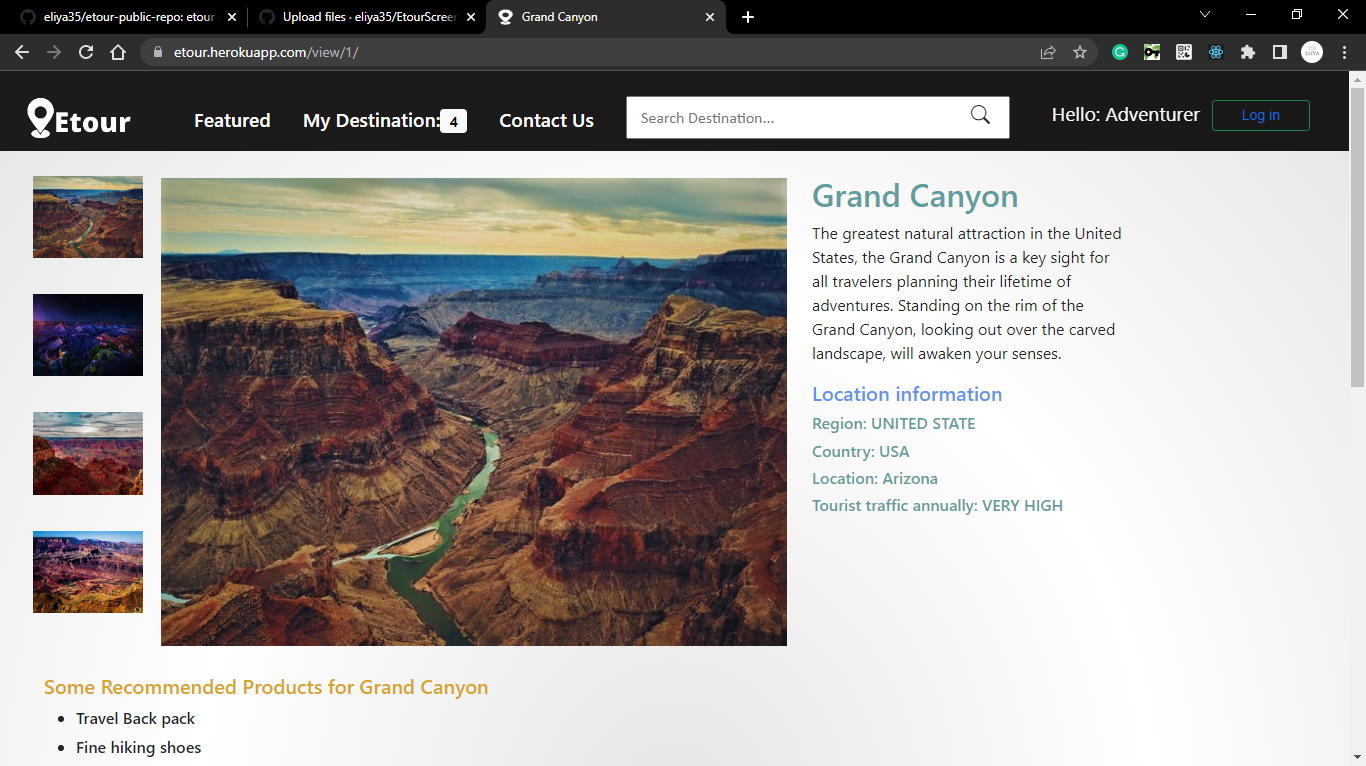 eliya35/etour-public-repo: etour
Upload files · eliya35/EtourScreer
Grand Canyon
etour.herokuapp.com/view/1/
Etour
Featured
My Destination: 4
Contact Us
Search Destination...
Hello: Adventurer
Log in
Grand Canyon
The greatest natural attraction in the United
States, the Grand Canyon is a key sight for
all travelers planning their lifetime of
adventures. Standing on the rim of the
Grand Canyon, looking out over the carved
landscape, will awaken your senses.
Location information
Region: UNITED STATE
Country: USA
Location: Arizona
Tourist traffic annually: VERY HIGH
Some Recommended Products for Grand Canyon
• Travel Back pack
• Fine hiking shoes